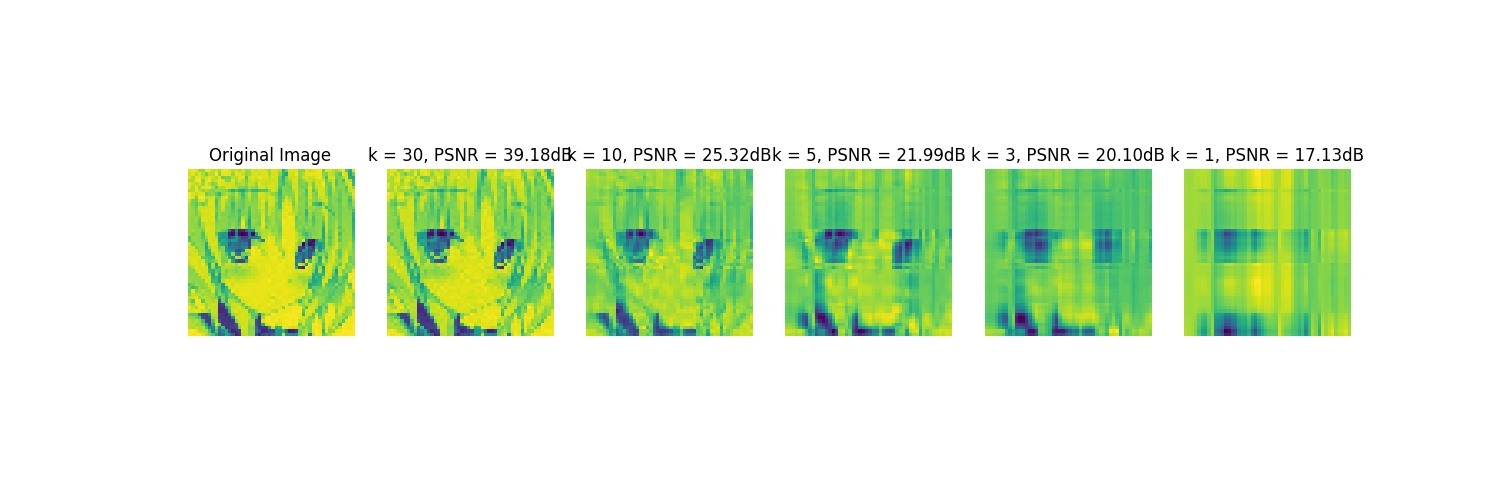 Original Image
k = 30, PSNR = 39.18dB
k = 10, PSNR = 25.32dB
k = 5, PSNR = 21.99dB
k = 3, PSNR = 20.10dB
k = 1, PSNR = 17.13dB